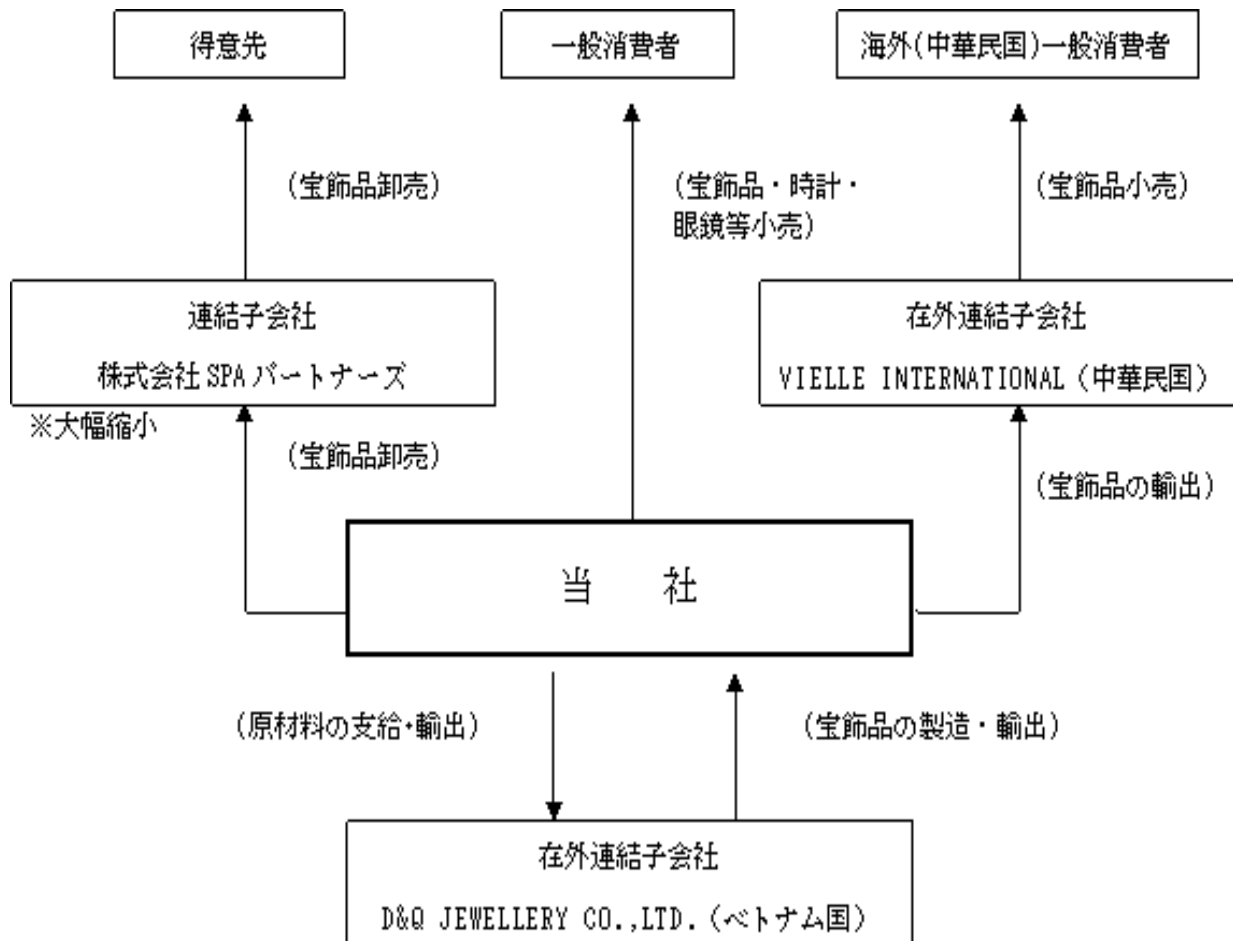 得意先
一般消費者
海外(中華民国)一般消費者
(宝飾品卸売)
(宝飾品・時計・
眼鏡等小売)
(宝飾品小売)
連結子会社
株式会社SPAパートナーズ
在外連結子会社
VIELLE INTERNATIONAL (中華民国)
※大幅縮小
(宝飾品卸売)
(宝飾品の輸出)
当 社
(原材料の支給・輸出)
(宝飾品の製造・輸出)
在外連結子会社
D&Q JEWELLERY CO.,LTD. (ベトナム国)